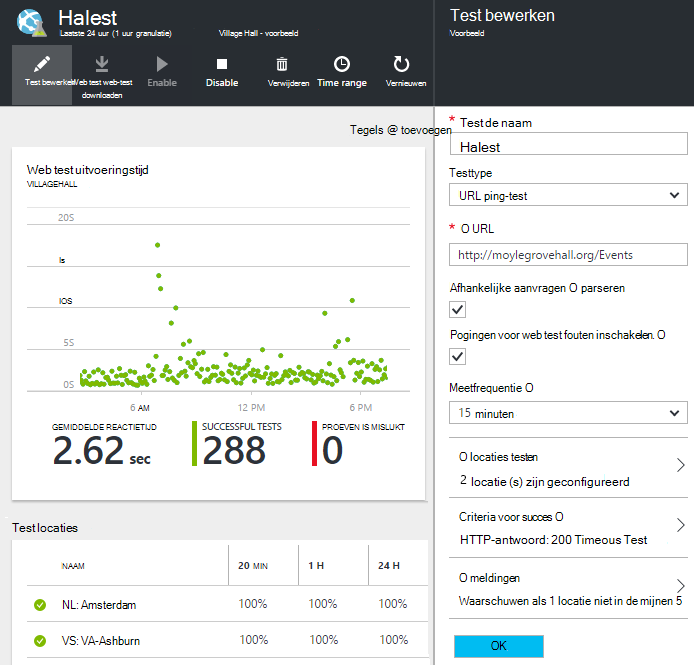 Halest
Laatste 24 uur (1 uur granulatie)
Village Hall - voorbeeld
Test bewerken
Web test web-test downloaden
Enable
Disable
Verwijderen
Time range
Vernieuwen
Tegels @ toevoegen
Web test uitvoeringstijd
VILLAGEHALL
20S
Is
IOS
5S
0S
6 AM
12 PM
6 PM
GEMIDDELDE REACTIETIJD
2.62 sec
SUCCESSFUL TESTS
288
PROEVEN IS MISLUKT
0
Test locaties
NAAM
20 MIN
1 H
24 H
NL: Amsterdam
100%
100%
100%
VS: VA-Ashburn
100%
100%
100%
Test bewerken
Voorbeeld
* Test de naam
Halest
Testtype
URL ping-test
* O URL
http://moylegrovehall.org/Events
Afhankelijke aanvragen O parseren
Pogingen voor web test fouten inschakelen. O
Meetfrequentie O
15 minuten
O locaties testen
2 locatie (s) zijn geconfigureerd
Criteria voor succes O
HTTP-antwoord: 200 Timeous Test
O meldingen
Waarschuwen als 1 locatie niet in de mijnen 5
OK